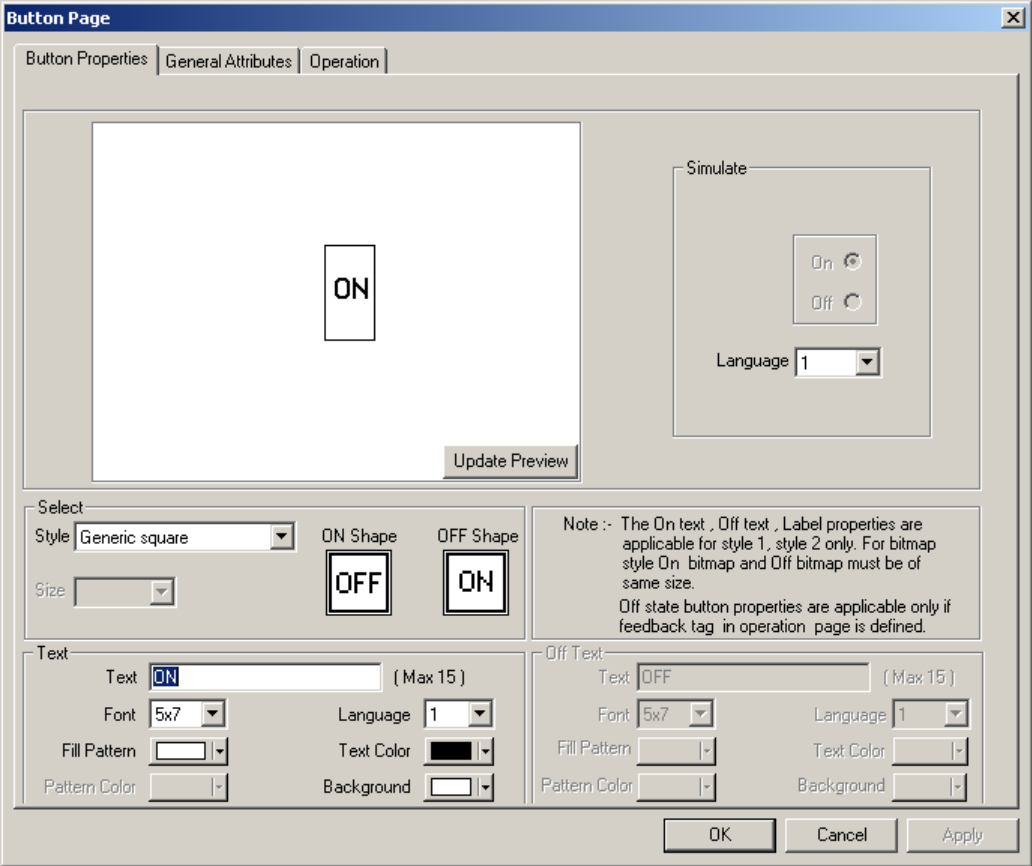 Button Page
Button Properties
General Attributes
Operation
ON
Update Preview
Simulate
On
Off
Language 1
Select
Style Generic square
Size
ON Shape
OFF
OFF Shape
ON
Note :- The On text , Off text , Label properties are
applicable for style 1, style 2 only. For bitmap
style On bitmap and Off bitmap must be of
same size.
Off state button properties are applicable only if
feedback tag in operation page is defined.
Text
Text ON ( Max 15 )
Font 5x7 Language 1
Fill Pattern Text Color
Pattern Color Background
Off Text
Text OFF ( Max 15 )
Font 5x7 Language 1
Fill Pattern Text Color
Pattern Color Background
OK Cancel Apply